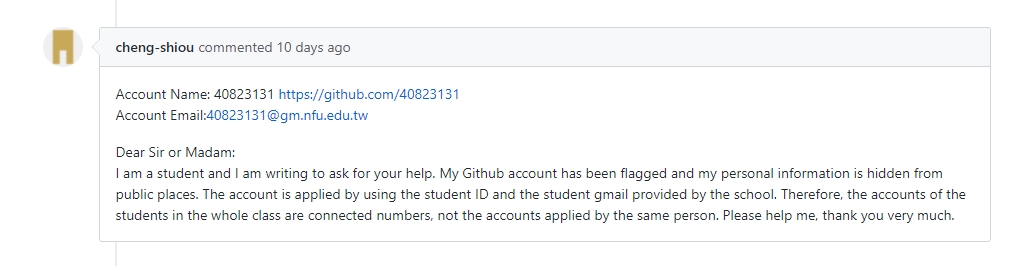 cheng-shiou commented 10 days ago
Account Name: 40823131 https://github.com/40823131
Account Email:40823131@gm.nfu.edu.tw
Dear Sir or Madam:
I am a student and I am writing to ask for your help. My Github account has been flagged and my personal information is hidden from
public places. The account is applied by using the student ID and the student gmail provided by the school. Therefore, the accounts of the
students in the whole class are connected numbers, not the accounts applied by the same person. Please help me, thank you very much.